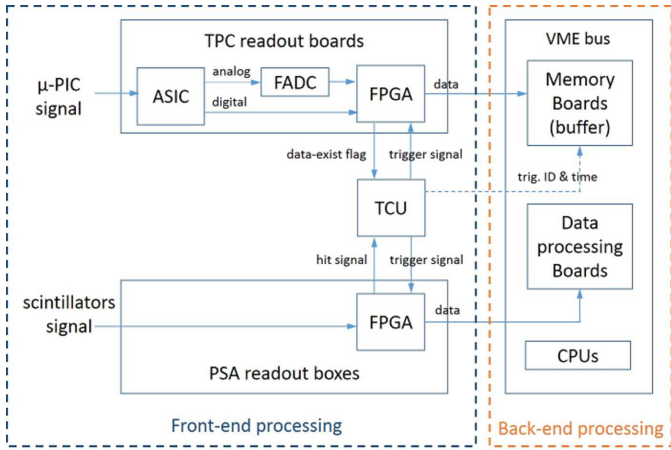 TPC readout boards
VME bus
μ-PIC
signal
ASIC
analog
digital
FADC
FPGA
data
Memory
Boards
(buffer)
data-exist flag
trigger signal
trig. ID & time
TCU
hit signal
trigger signal
Data
processing
Boards
scintillators
signal
FPGA
data
CPUs
PSA readout boxes
Front-end processing
Back-end processing